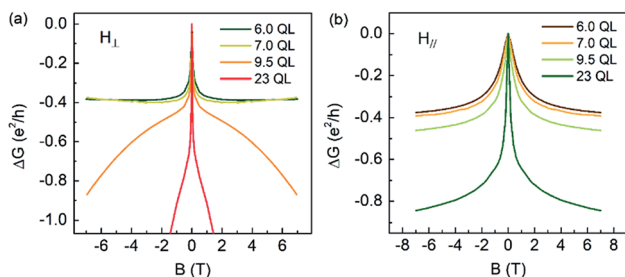 (a)
H⊥
6.0 QL
7.0 QL
9.5 QL
23 QL
ΔG (e²/h)
0.0
-0.2
-0.4
-0.6
-0.8
-1.0
-6 -4 -2 0 2 4 6
B (T)
(b)
H//
6.0 QL
7.0 QL
9.5 QL
23 QL
ΔG (e²/h)
0.0
-0.2
-0.4
-0.6
-0.8
-8 -6 -4 -2 0 2 4 6 8
B (T)